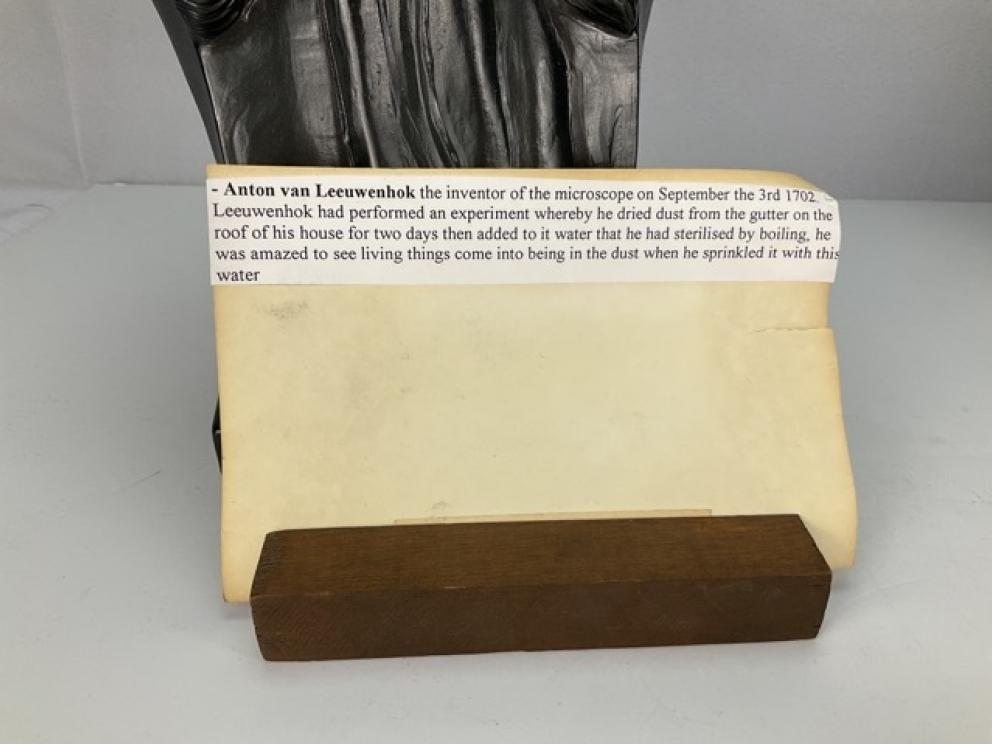 - Anton van Leeuwenhok the inventor of the microscope on September the 3rd 1702.
Leeuwenhok had performed an experiment whereby he dried dust from the gutter on the
roof of his house for two days then added to it water that he had sterilised by boiling, he
was amazed to see living things come into being in the dust when he sprinkled it with this
water